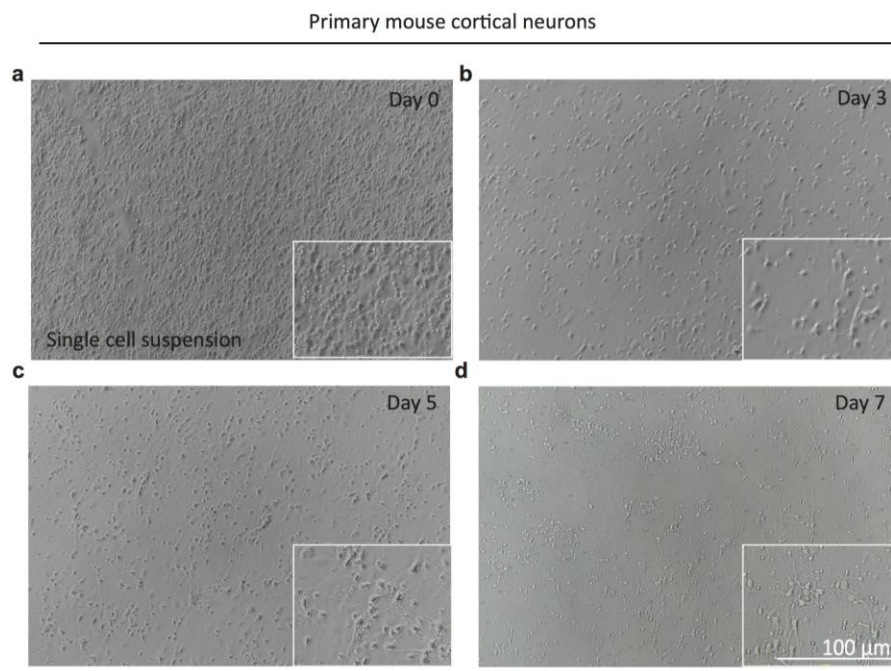 Primary mouse cortical neurons
a
Day 0
Single cell suspension
b
Day 3
c
Day 5
d
Day 7
100 μm